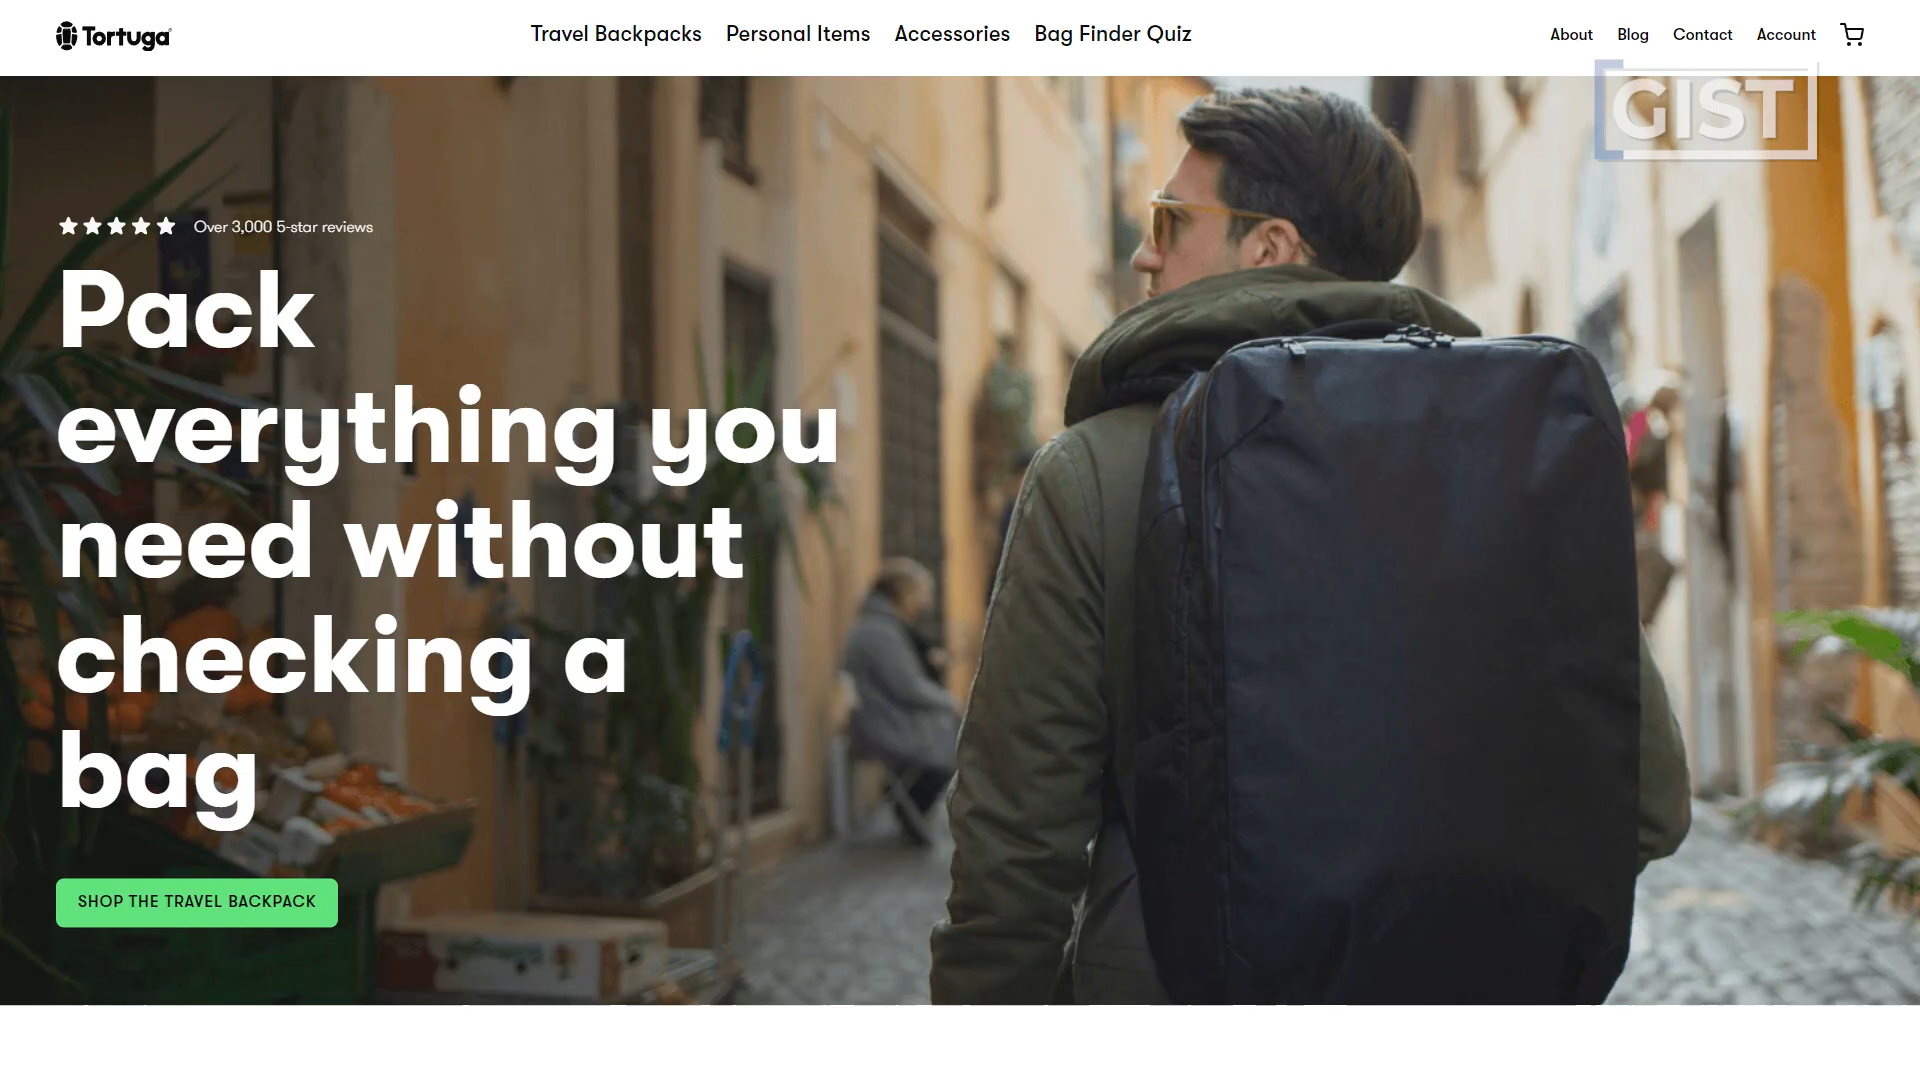 Tortuga
Travel Backpacks Personal Items Accessories Bag Finder Quiz
About Blog Contact Account
GIST
Over 3,000 5-star reviews
Pack
everything you
need without
checking a
bag
SHOP THE TRAVEL BACKPACK